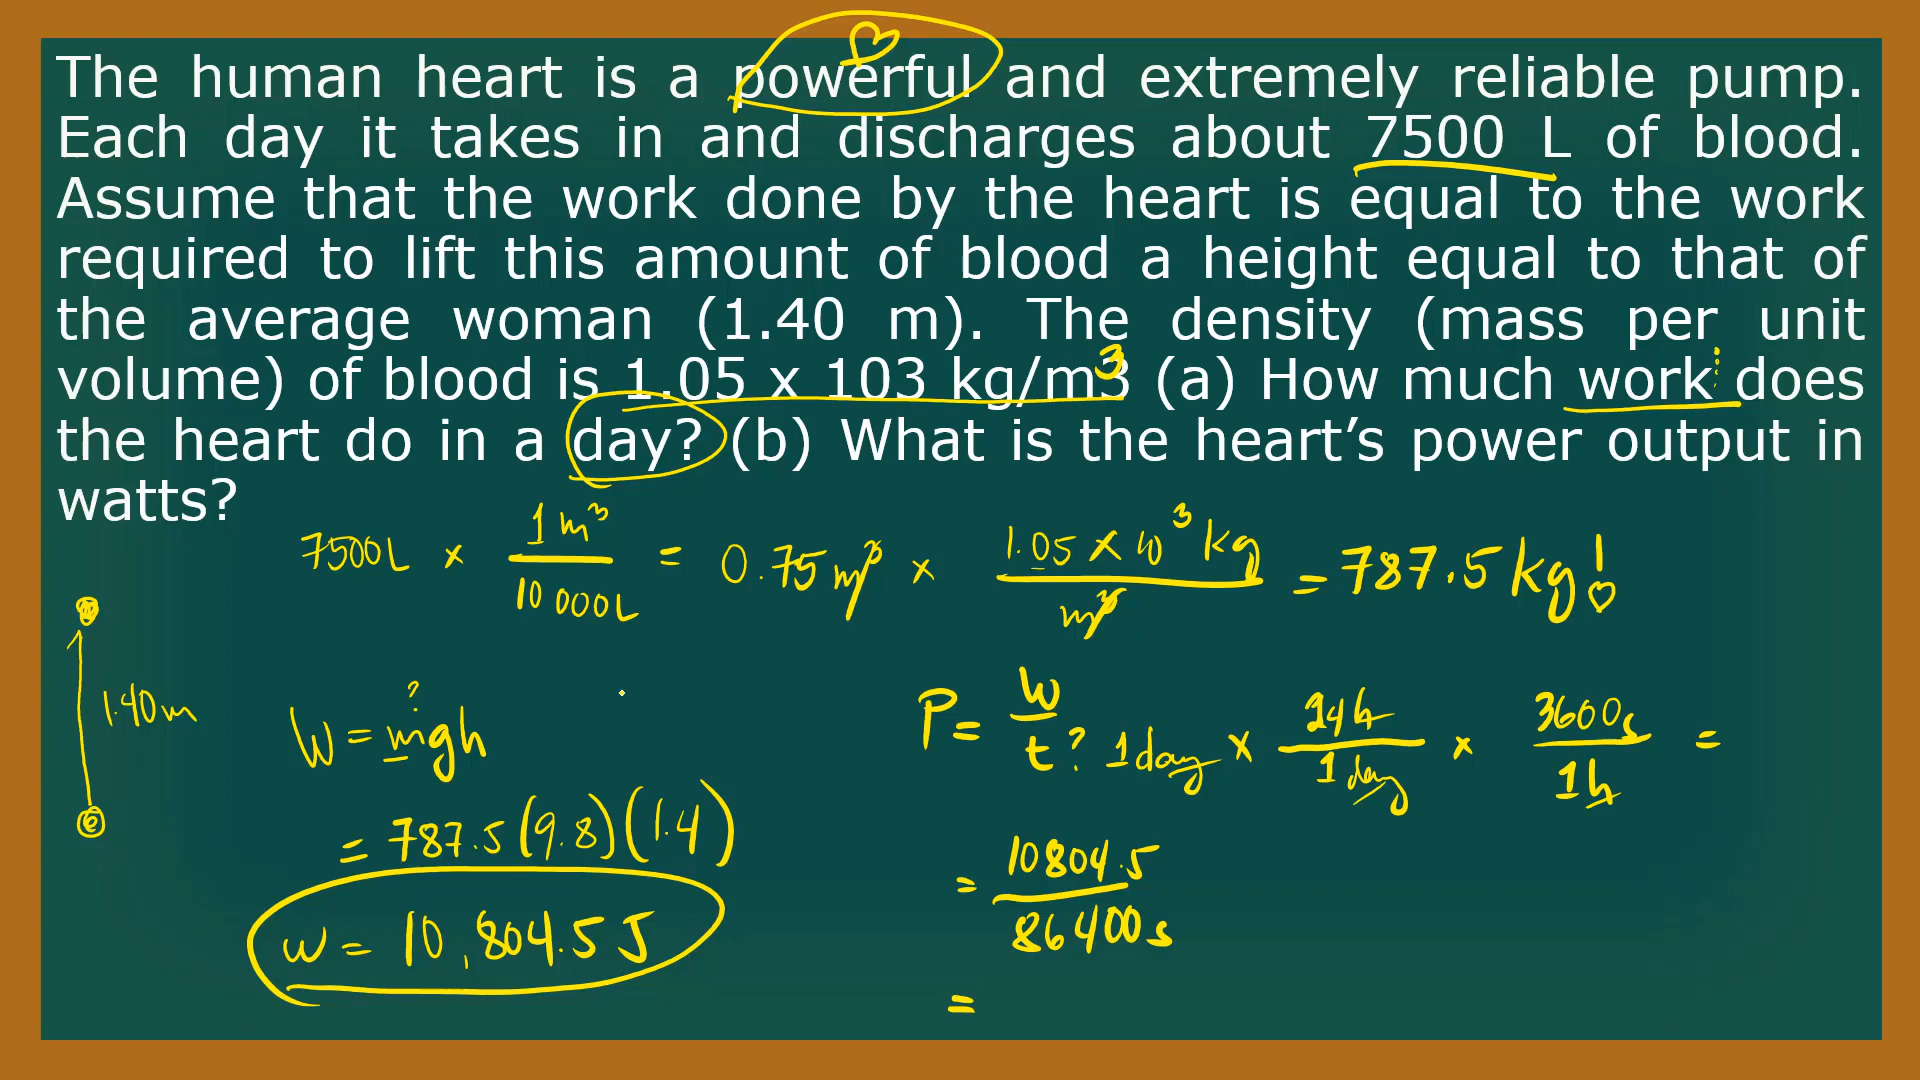 The human heart is a powerful and extremely reliable pump.
Each day it takes in and discharges about 7500 L of blood.
Assume that the work done by the heart is equal to the work
required to lift this amount of blood a height equal to that of
the average woman (1.40 m). The density (mass per unit
volume) of blood is 1.05 x 103 kg/m3 (a) How much work does
the heart do in a day? (b) What is the heart's power output in
watts?
7500L × 1m³/10 000L = 0.75 m³ × 1.05 × 10³ kg/m³ = 787.5 kg!
1.40m
W = mgh
?
= 787.5 (9.8)(1.4)
W = 10,804.5 J
P = W/t? 1 day × 24h/1 day × 3600s/1h =
= 10804.5/86400s
=